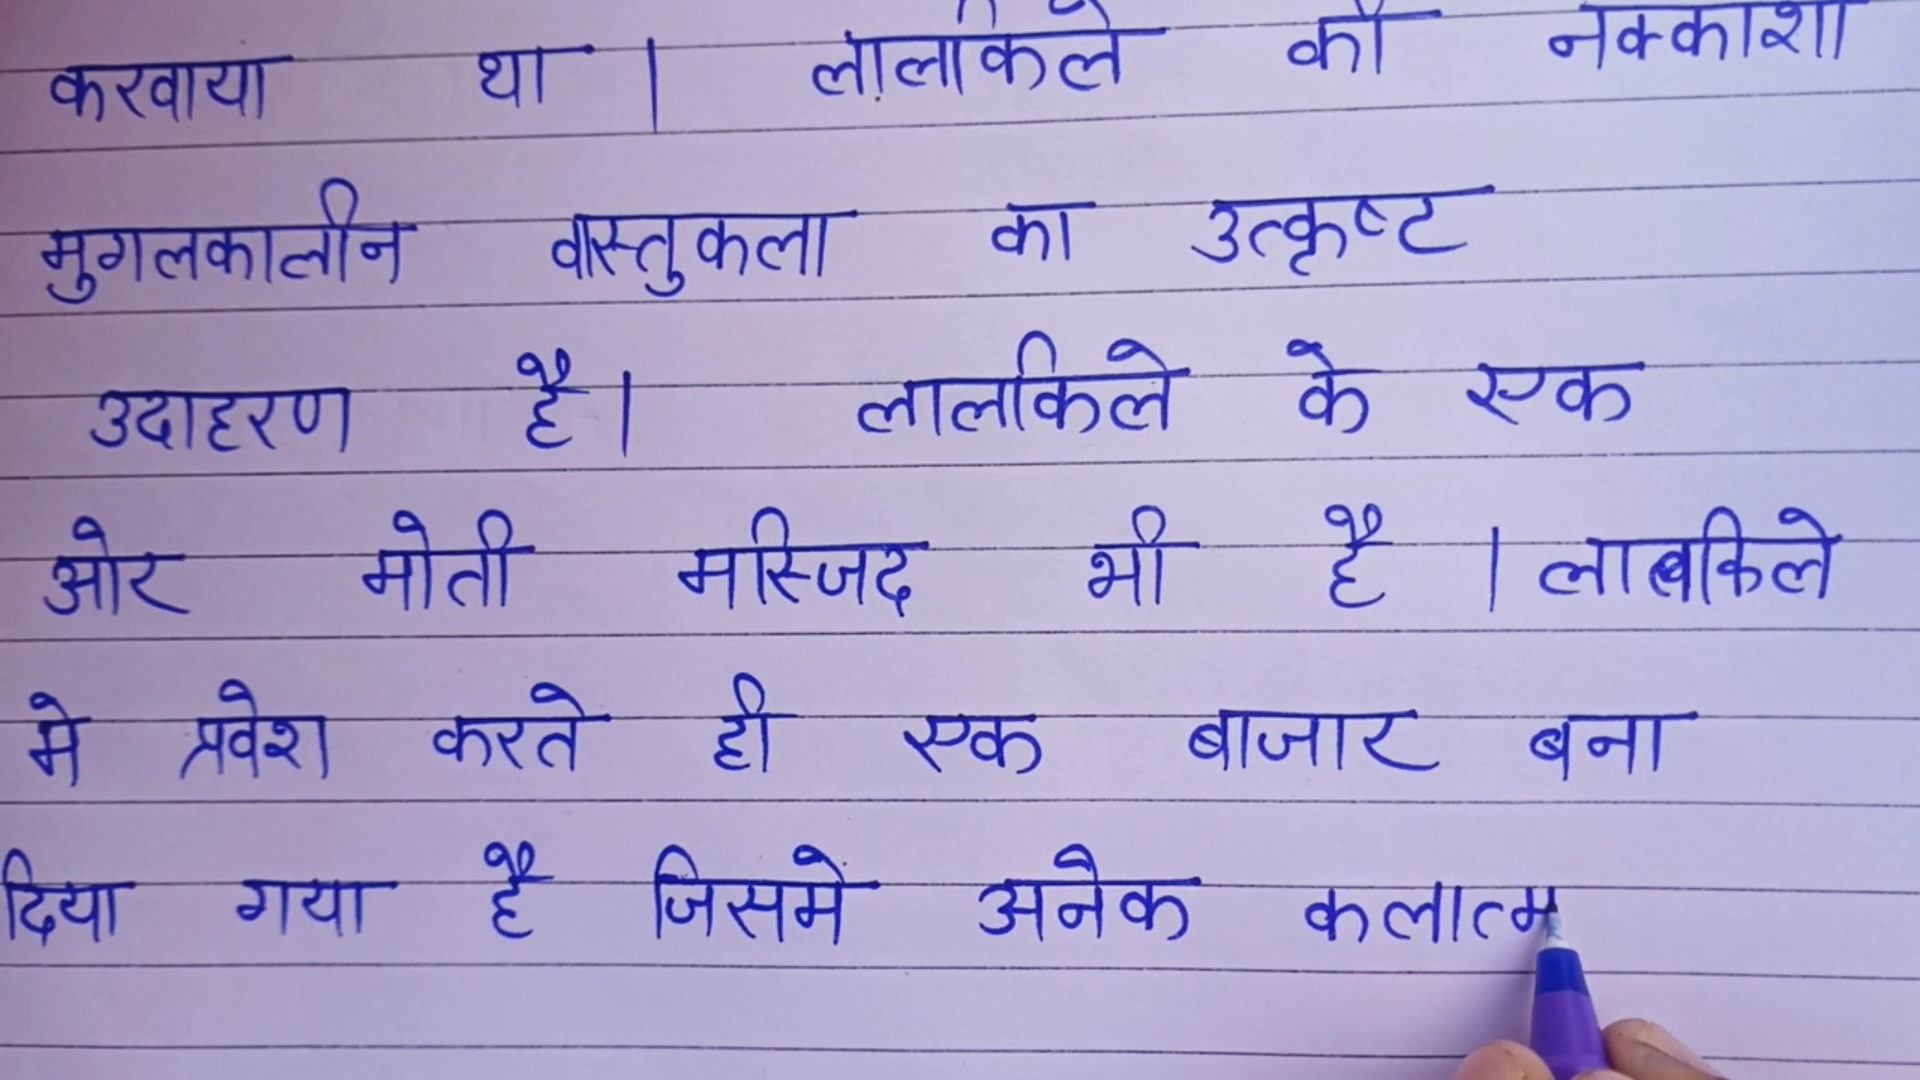 करवाया था । लालकिले की नक्काशी
मुगलकालीन वास्तुकला का उत्कृष्ट
उदाहरण है। लालकिले के एक
ओर मोती मस्जिद भी है । लालकिले
मे प्रवेश करते ही एक बाजार बना
दिया गया है जिसमे अनेक कलात्म